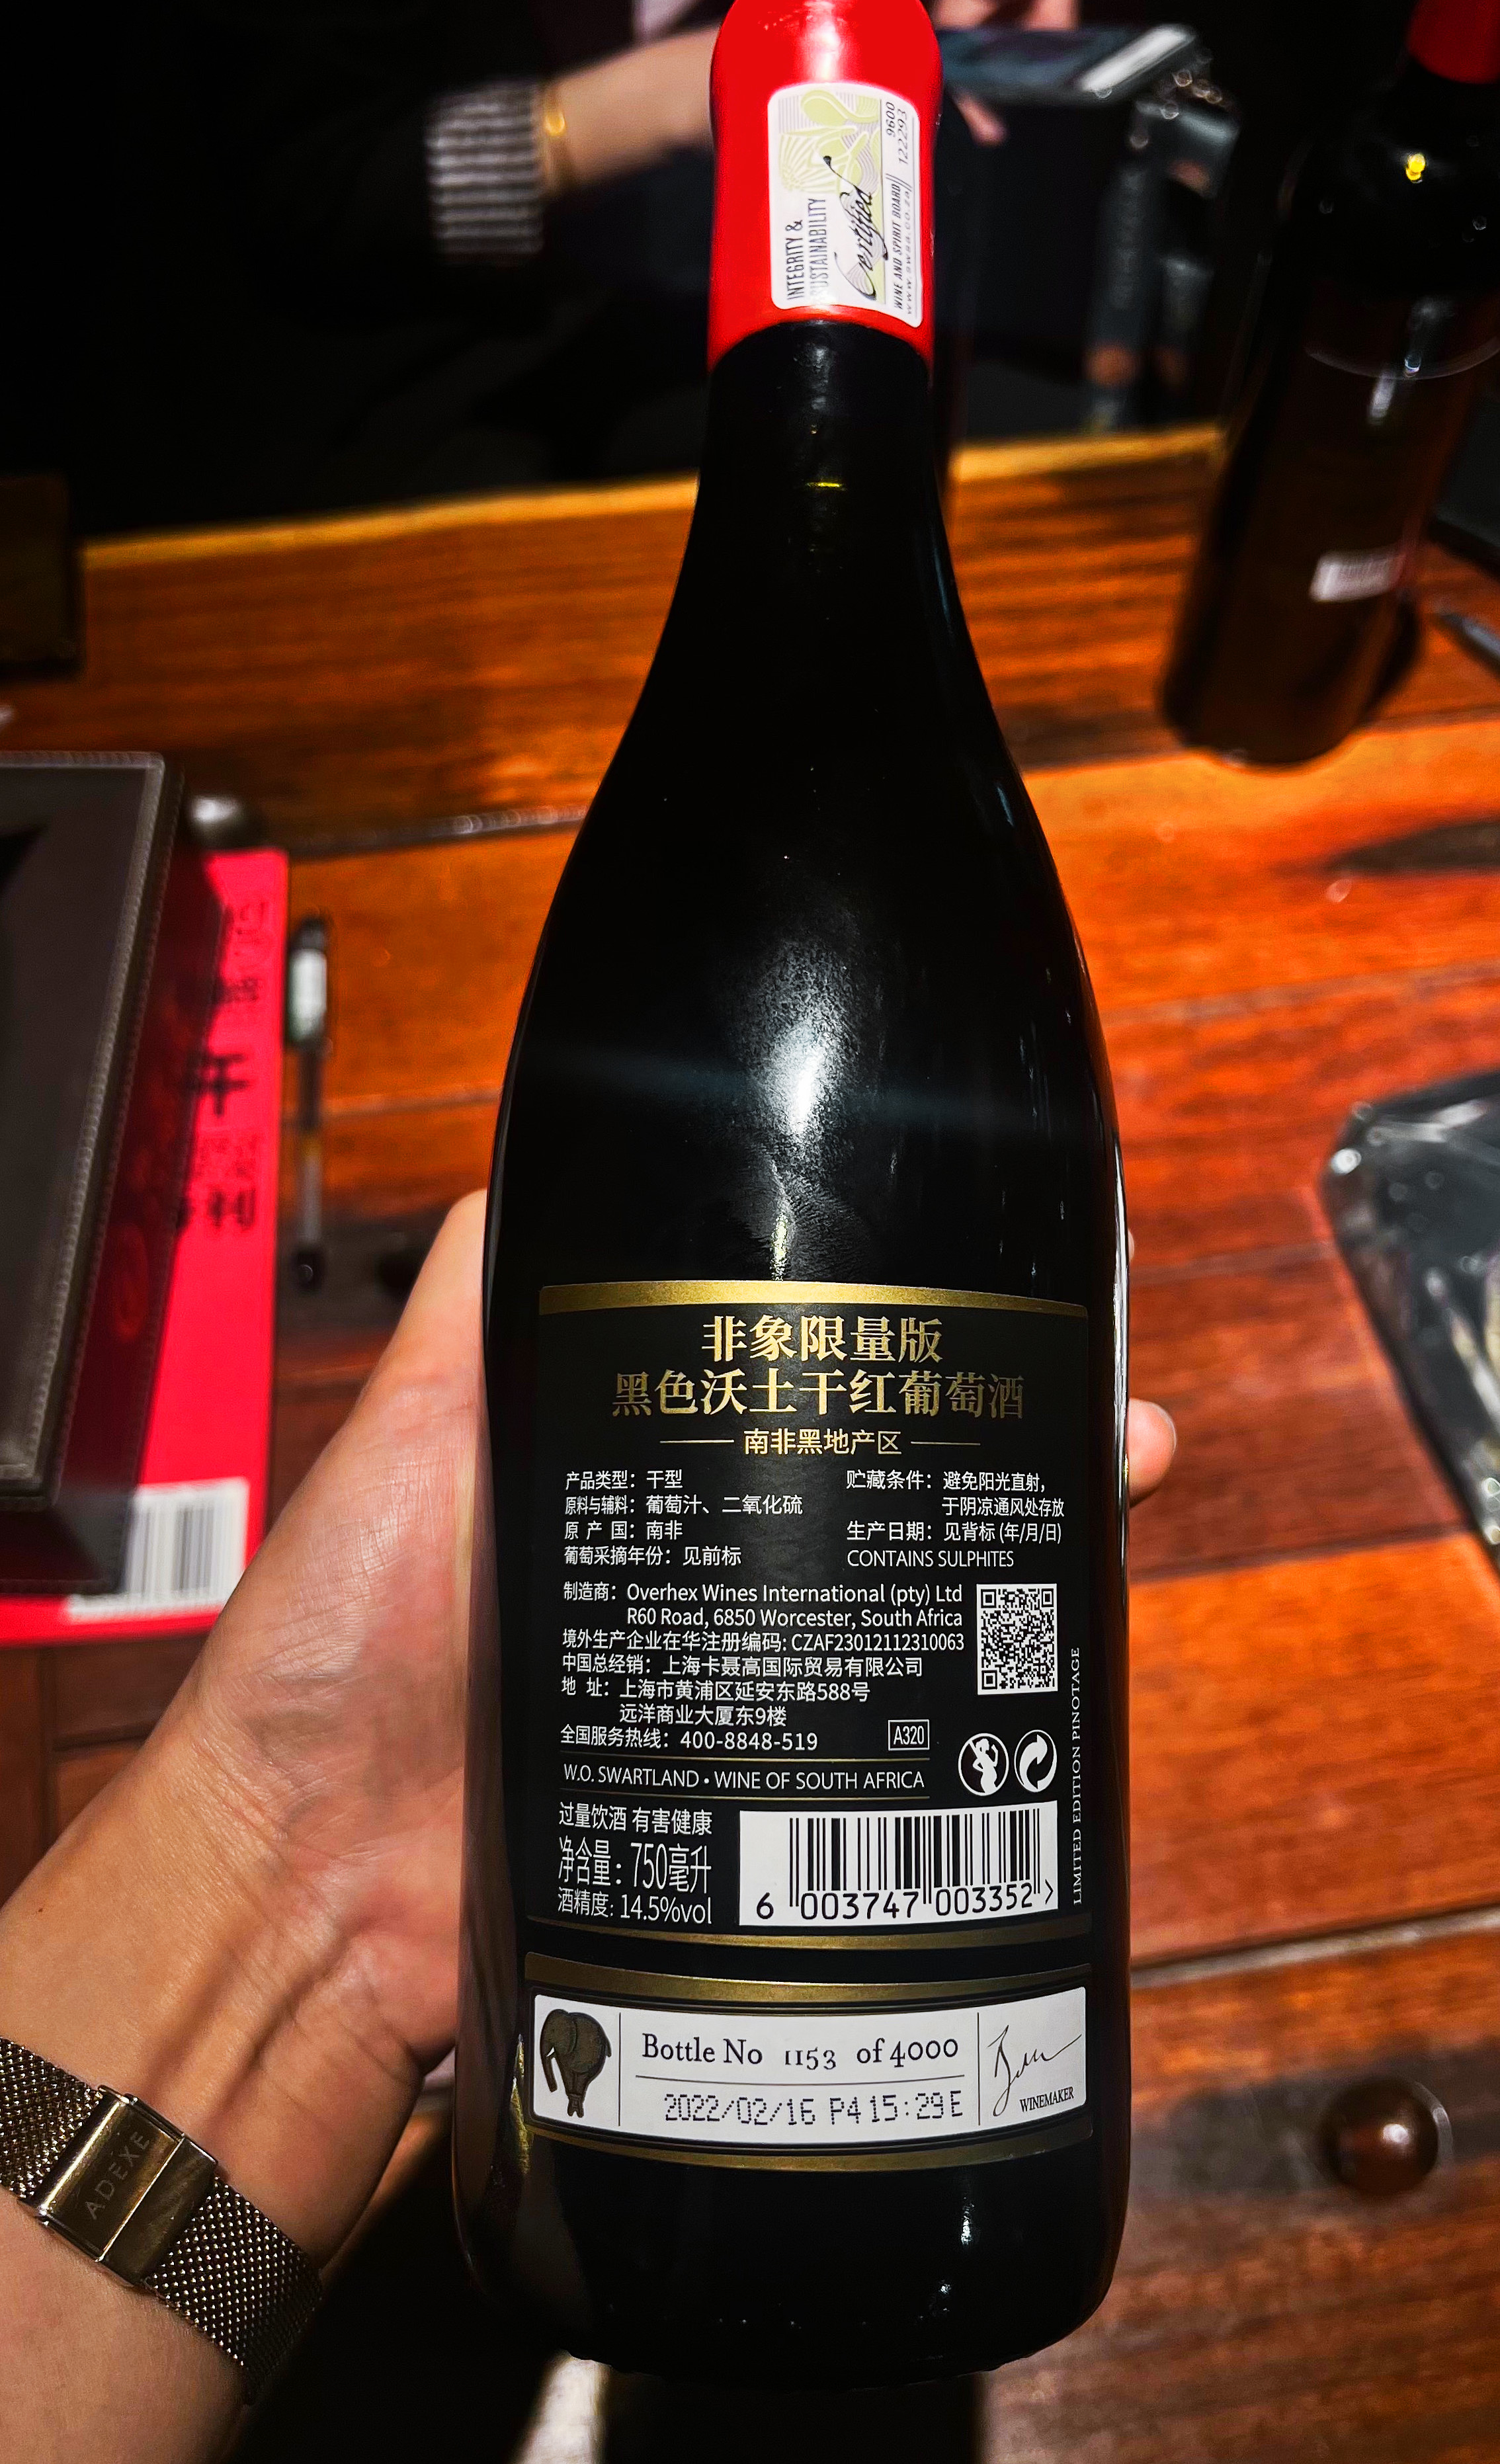 INTEGRITY &
SUSTAINABILITY
Certified
WINE AND SPIRIT BOARD
www.swsa.co.za
9600
122293
非象限量版
黑色沃土干红葡萄酒
南非黑地产区
产品类型：干型
原料与辅料：葡萄汁、二氧化硫
原 产 国：南非
葡萄采摘年份：见前标
贮藏条件：避免阳光直射，
于阴凉通风处存放
生产日期：见背标 (年/月/日)
CONTAINS SULPHITES
制造商：Overhex Wines International (pty) Ltd
R60 Road, 6850 Worcester, South Africa
境外生产企业在华注册编码: CZAF23012112310063
中国总经销：上海卡聂高国际贸易有限公司
地 址：上海市黄浦区延安东路588号
远洋商业大厦东9楼
全国服务热线：400-8848-519
A320
W.O. SWARTLAND • WINE OF SOUTH AFRICA
LIMITED EDITION PINOTAGE
过量饮酒 有害健康
净含量：750毫升
酒精度: 14.5%vol
6 003747 003352 >
Bottle No 1153 of 4000
2022/02/16 P4 15:29 E
WINEMAKER
ADEXE